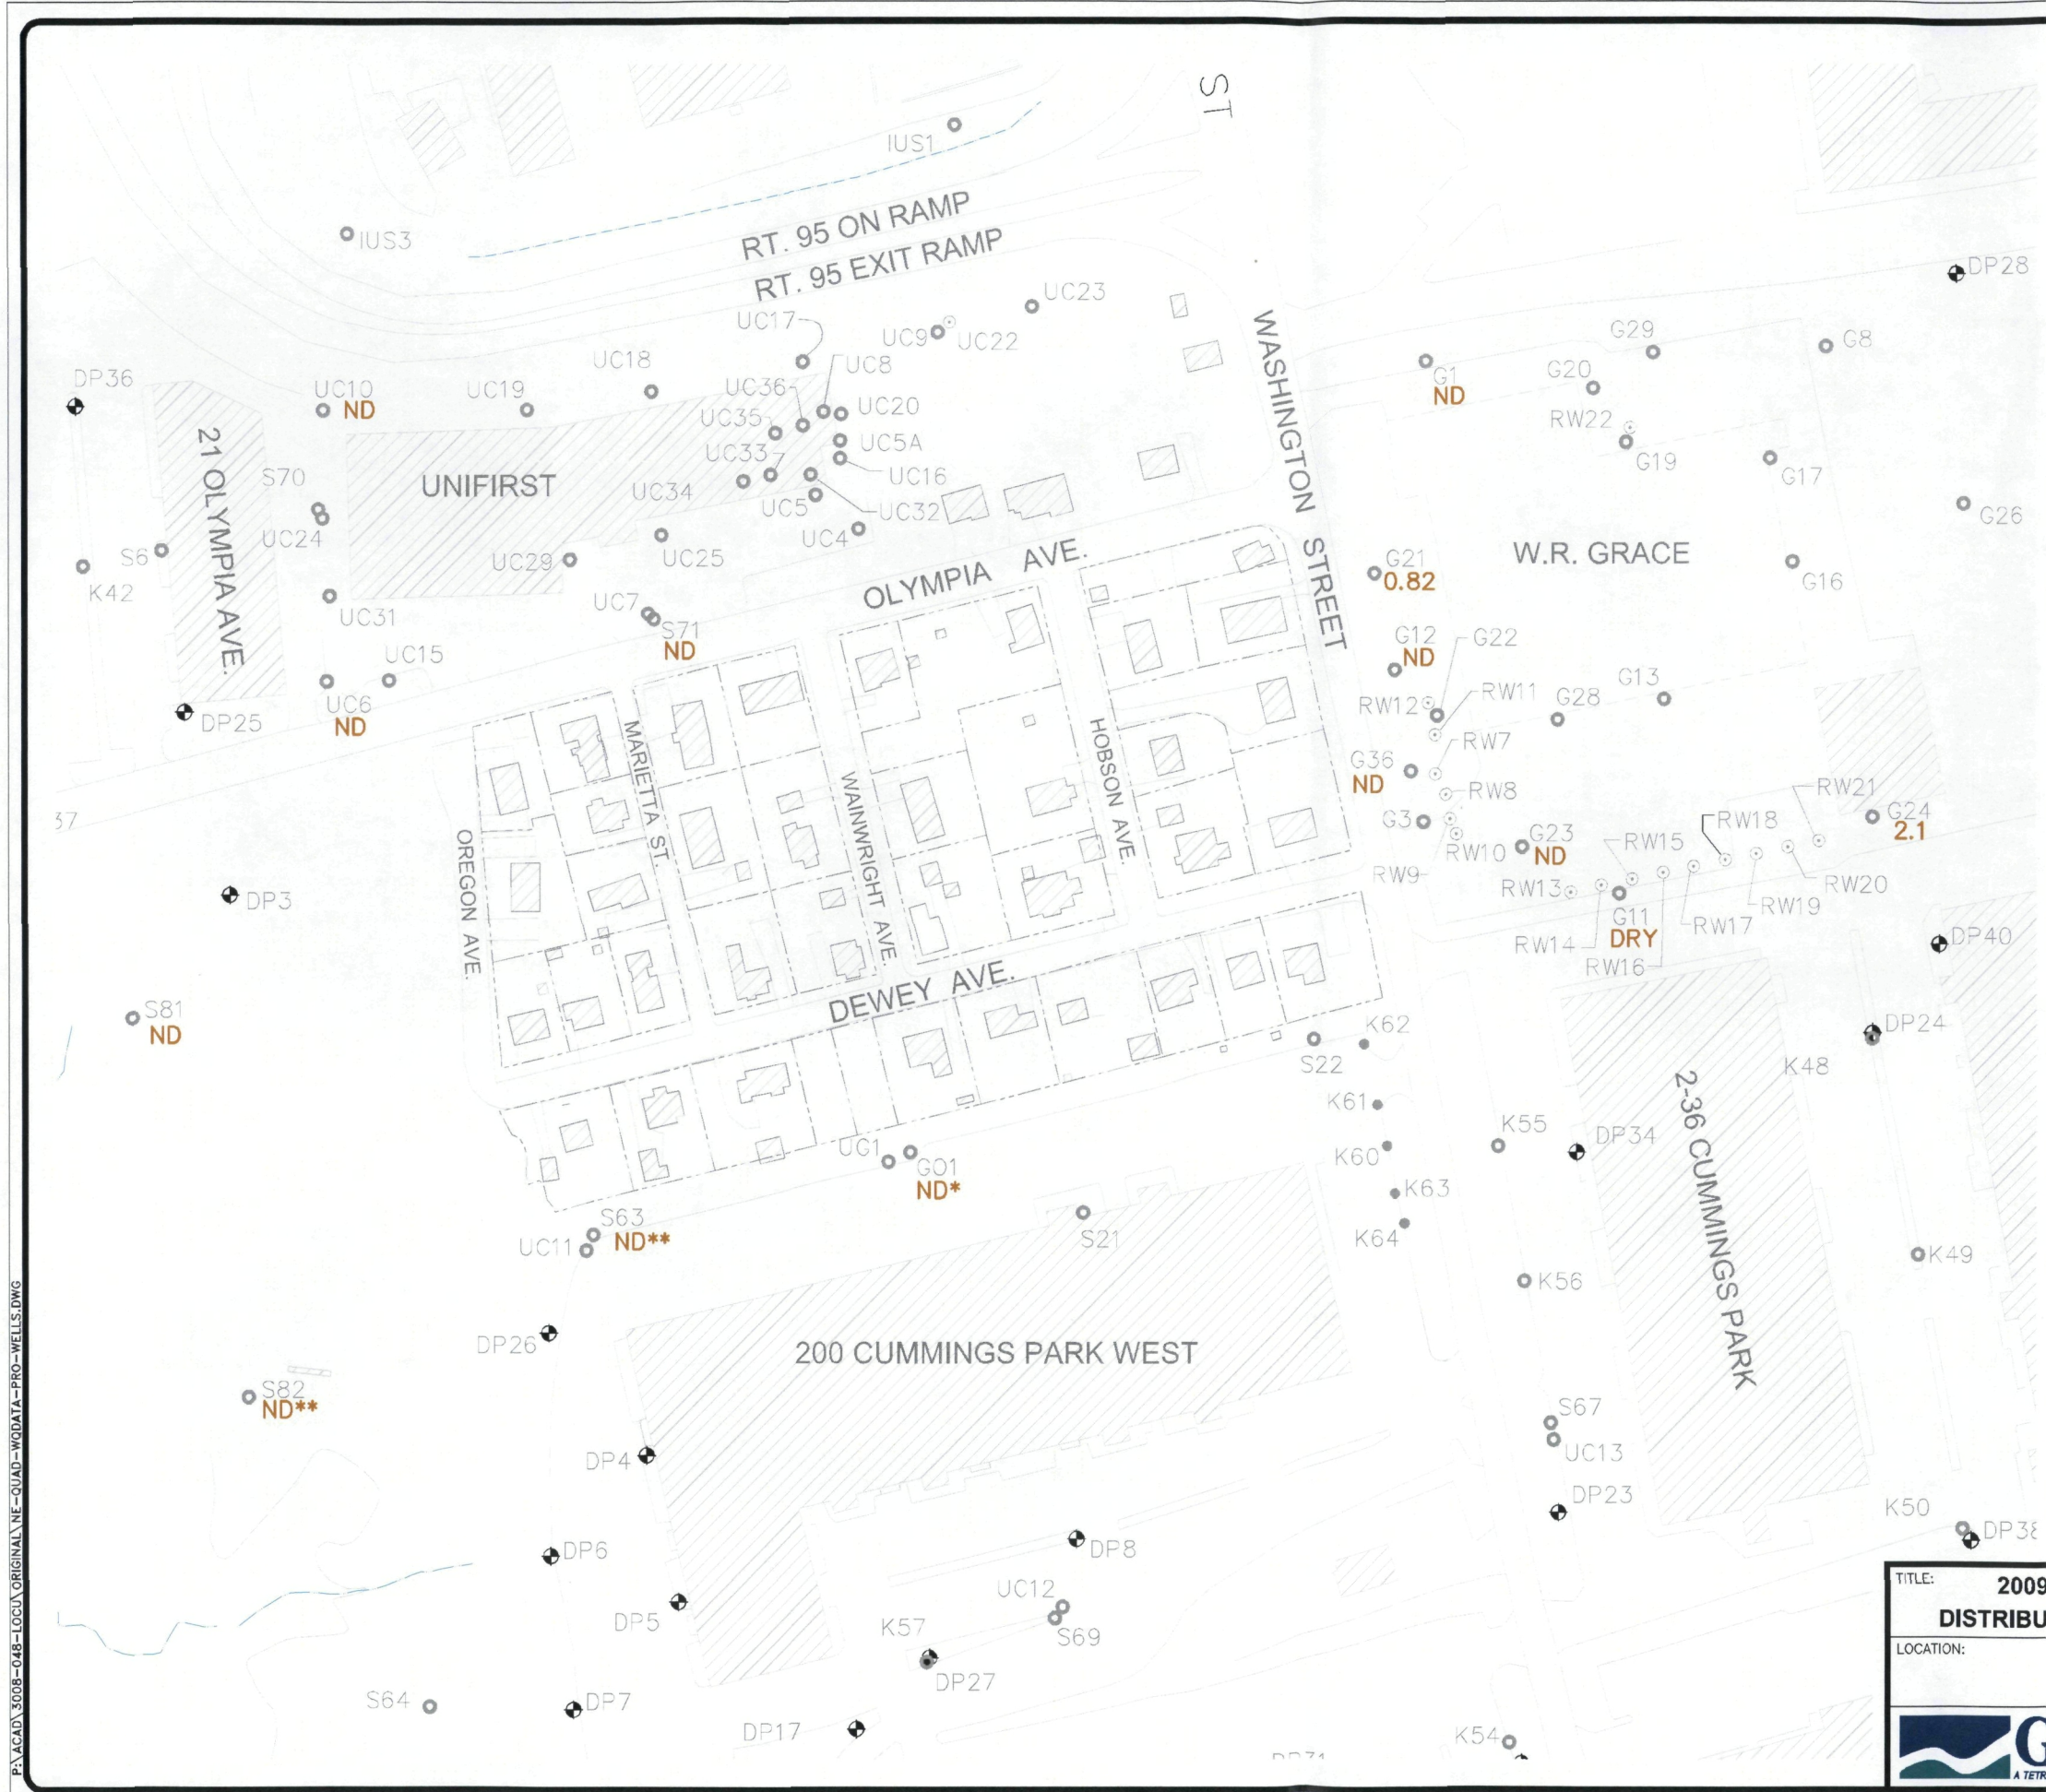 ST
IUS1
IUS3
RT. 95 ON RAMP
RT. 95 EXIT RAMP
DP28
UC23
UC17
UC9
UC22
G29
G8
UC18
UC8
WASHINGTON STREET
G1
ND
G20
DP36
UC10
ND
UC19
UC36
UC20
RW22
UC35
UC5A
G19
G17
21 OLYMPIA AVE.
UNIFIRST
UC33
UC16
S70
UC34
UC5
UC32
G26
UC24
UC4
S6
UC29
UC25
OLYMPIA AVE.
G21
0.82
W.R. GRACE
G16
K42
UC31
UC7
S71
ND
G12
ND
G22
UC15
UC6
ND
G13
RW11
G28
RW12
DP25
MARIETTA ST.
HOBSON AVE.
RW7
G36
ND
WAINWRIGHT AVE.
RW8
RW21
37
G3
G24
2.1
RW18
OREGON AVE.
RW15
G23
ND
RW10
RW9
RW13
RW20
DP3
G11
DRY
RW19
RW17
RW14
RW16
DP40
DEWEY AVE.
S81
ND
K62
S22
DP24
K48
2-36 CUMMINGS PARK
K61
K55
DP34
UG1
GO1
ND*
K60
K63
S63
ND**
UC11
S21
K64
K49
K56
DP26
200 CUMMINGS PARK WEST
S82
ND**
S67
UC13
DP4
DP23
K50
DP38
DP8
DP6
UC12
DP5
K57
S69
DP27
S64
DP7
DP17
K54
TITLE:
2009
DISTRIBU
LOCATION:
G
A TETR
P:\ACAD\3008-048-LOCU\ORIGINAL\NE-QUAD-WQDATA-PRO-WELLS.DWG